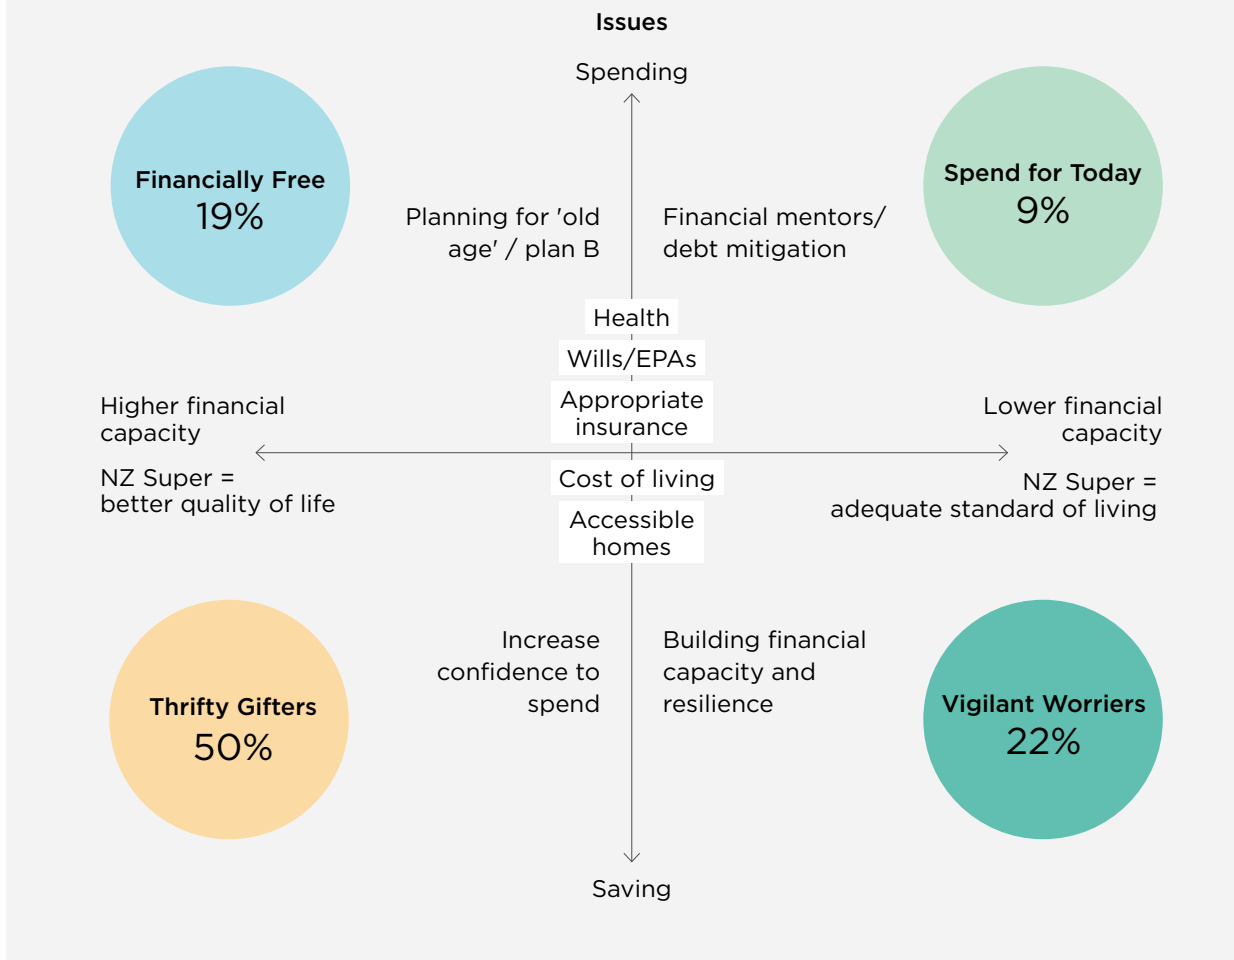 Issues
Spending
Financially Free
19%
Spend for Today
9%
Planning for 'old
age' / plan B
Financial mentors/
debt mitigation
Health
Wills/EPAs
Appropriate
insurance
Higher financial
capacity
Lower financial
capacity
NZ Super =
better quality of life
Cost of living
NZ Super =
adequate standard of living
Accessible
homes
Increase
confidence to
spend
Building financial
capacity and
resilience
Thrifty Gifters
50%
Vigilant Worriers
22%
Saving